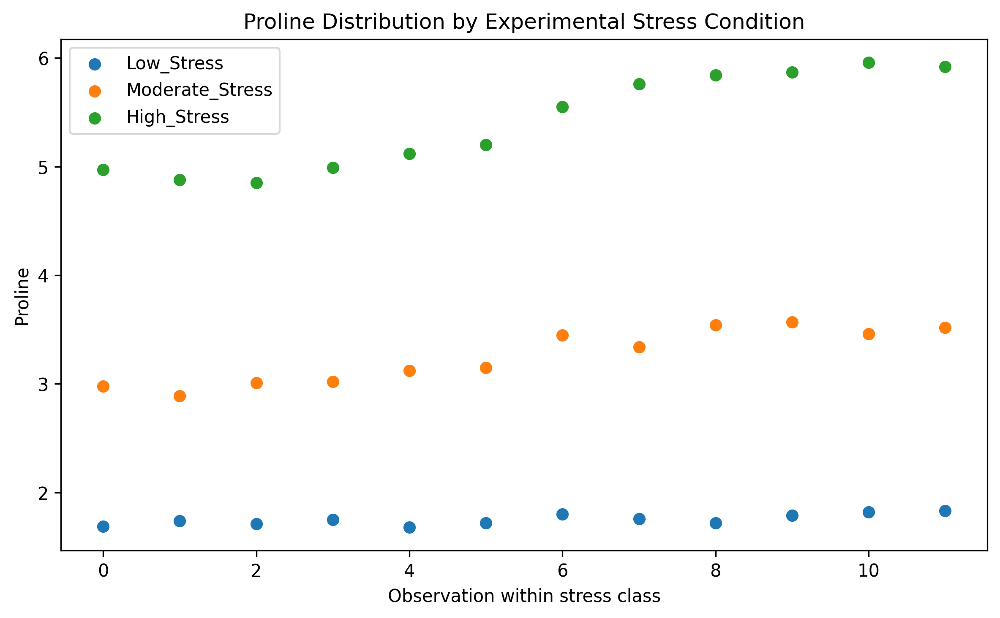 Proline Distribution by Experimental Stress Condition
Low_Stress
Moderate_Stress
High_Stress
6
5
4
3
2
Proline
0 2 4 6 8 10
Observation within stress class